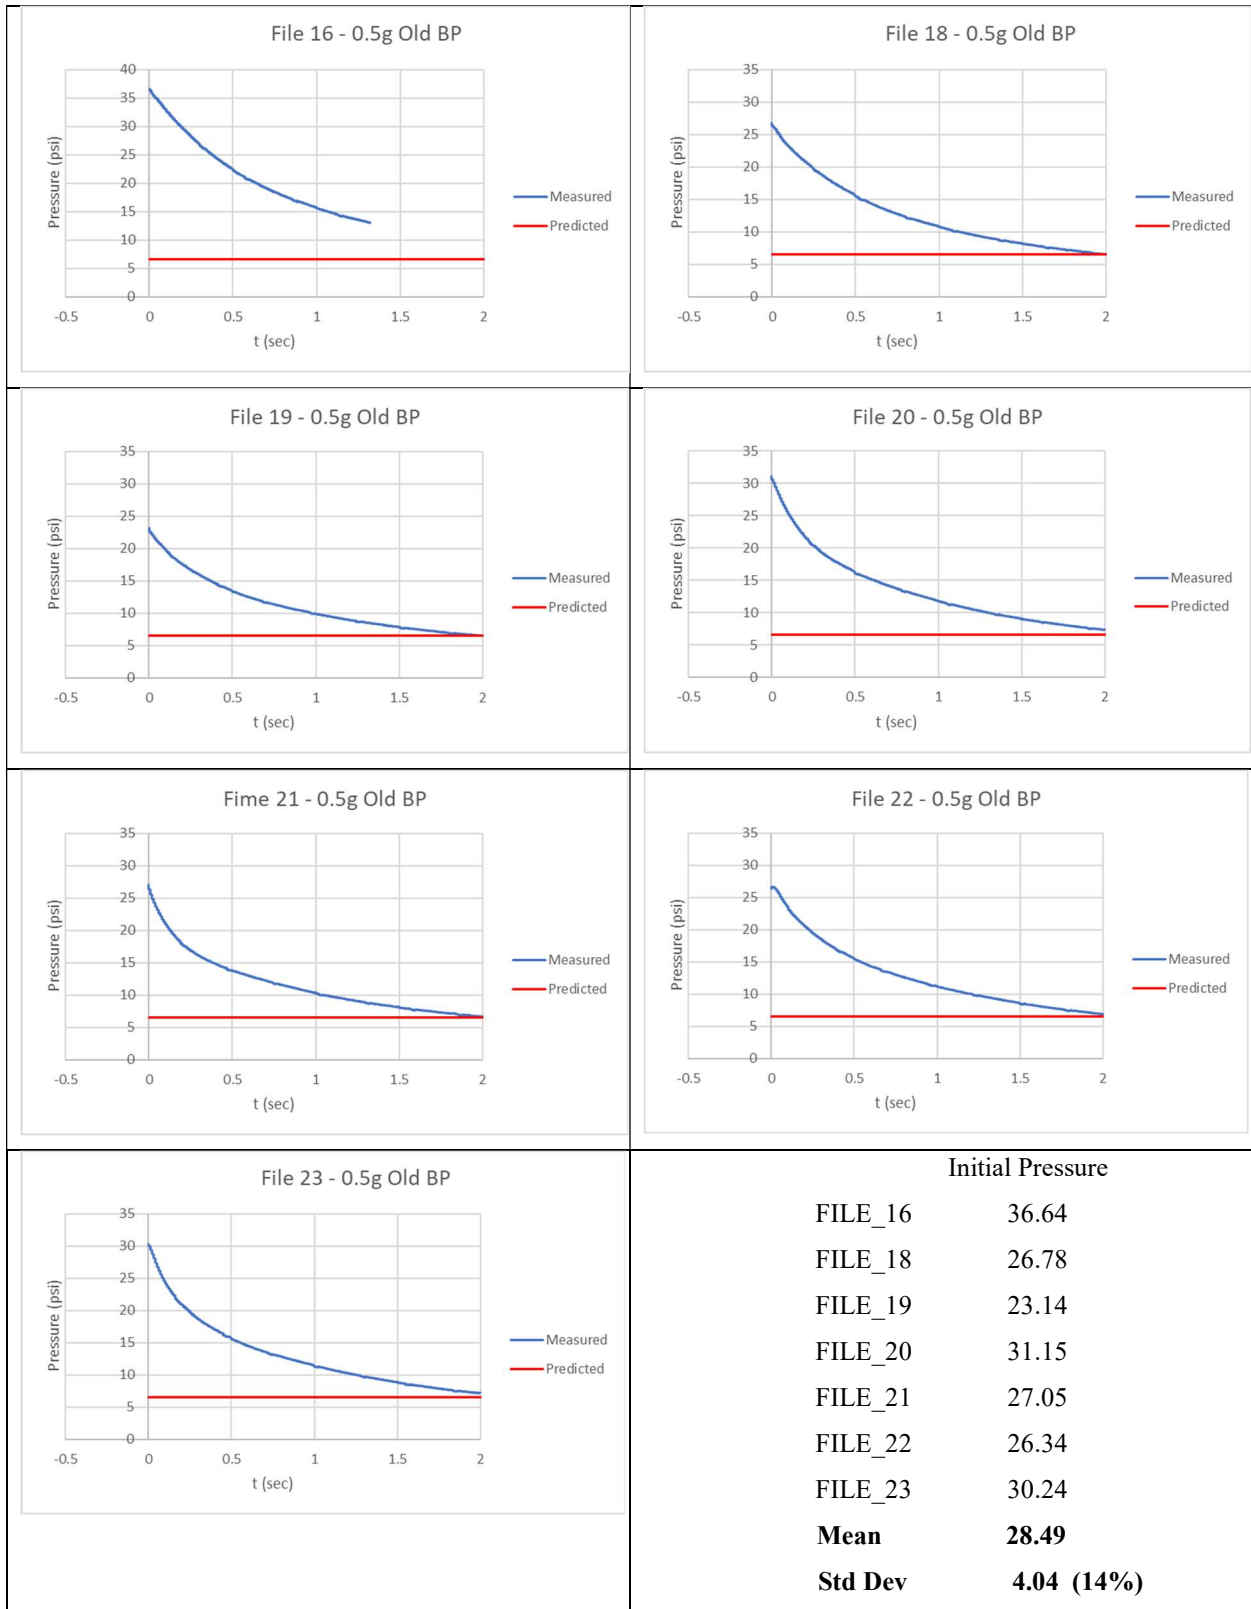 File 16 - 0.5g Old BP
Pressure (psi)
40
35
30
25
20
15
10
5
0
-0.5 0 0.5 1 1.5 2
t (sec)
Measured
Predicted
File 18 - 0.5g Old BP
Pressure (psi)
35
30
25
20
15
10
5
0
-0.5 0 0.5 1 1.5 2
t (sec)
Measured
Predicted
File 19 - 0.5g Old BP
Pressure (psi)
35
30
25
20
15
10
5
0
-0.5 0 0.5 1 1.5 2
t (sec)
Measured
Predicted
File 20 - 0.5g Old BP
Pressure (psi)
35
30
25
20
15
10
5
0
-0.5 0 0.5 1 1.5 2
t (sec)
Measured
Predicted
Fime 21 - 0.5g Old BP
Pressure (psi)
35
30
25
20
15
10
5
0
-0.5 0 0.5 1 1.5 2
t (sec)
Measured
Predicted
File 22 - 0.5g Old BP
Pressure (psi)
35
30
25
20
15
10
5
0
-0.5 0 0.5 1 1.5 2
t (sec)
Measured
Predicted
File 23 - 0.5g Old BP
Pressure (psi)
35
30
25
20
15
10
5
0
-0.5 0 0.5 1 1.5 2
t (sec)
Measured
Predicted
Initial Pressure
FILE_16 36.64
FILE_18 26.78
FILE_19 23.14
FILE_20 31.15
FILE_21 27.05
FILE_22 26.34
FILE_23 30.24
Mean 28.49
Std Dev 4.04 (14%)